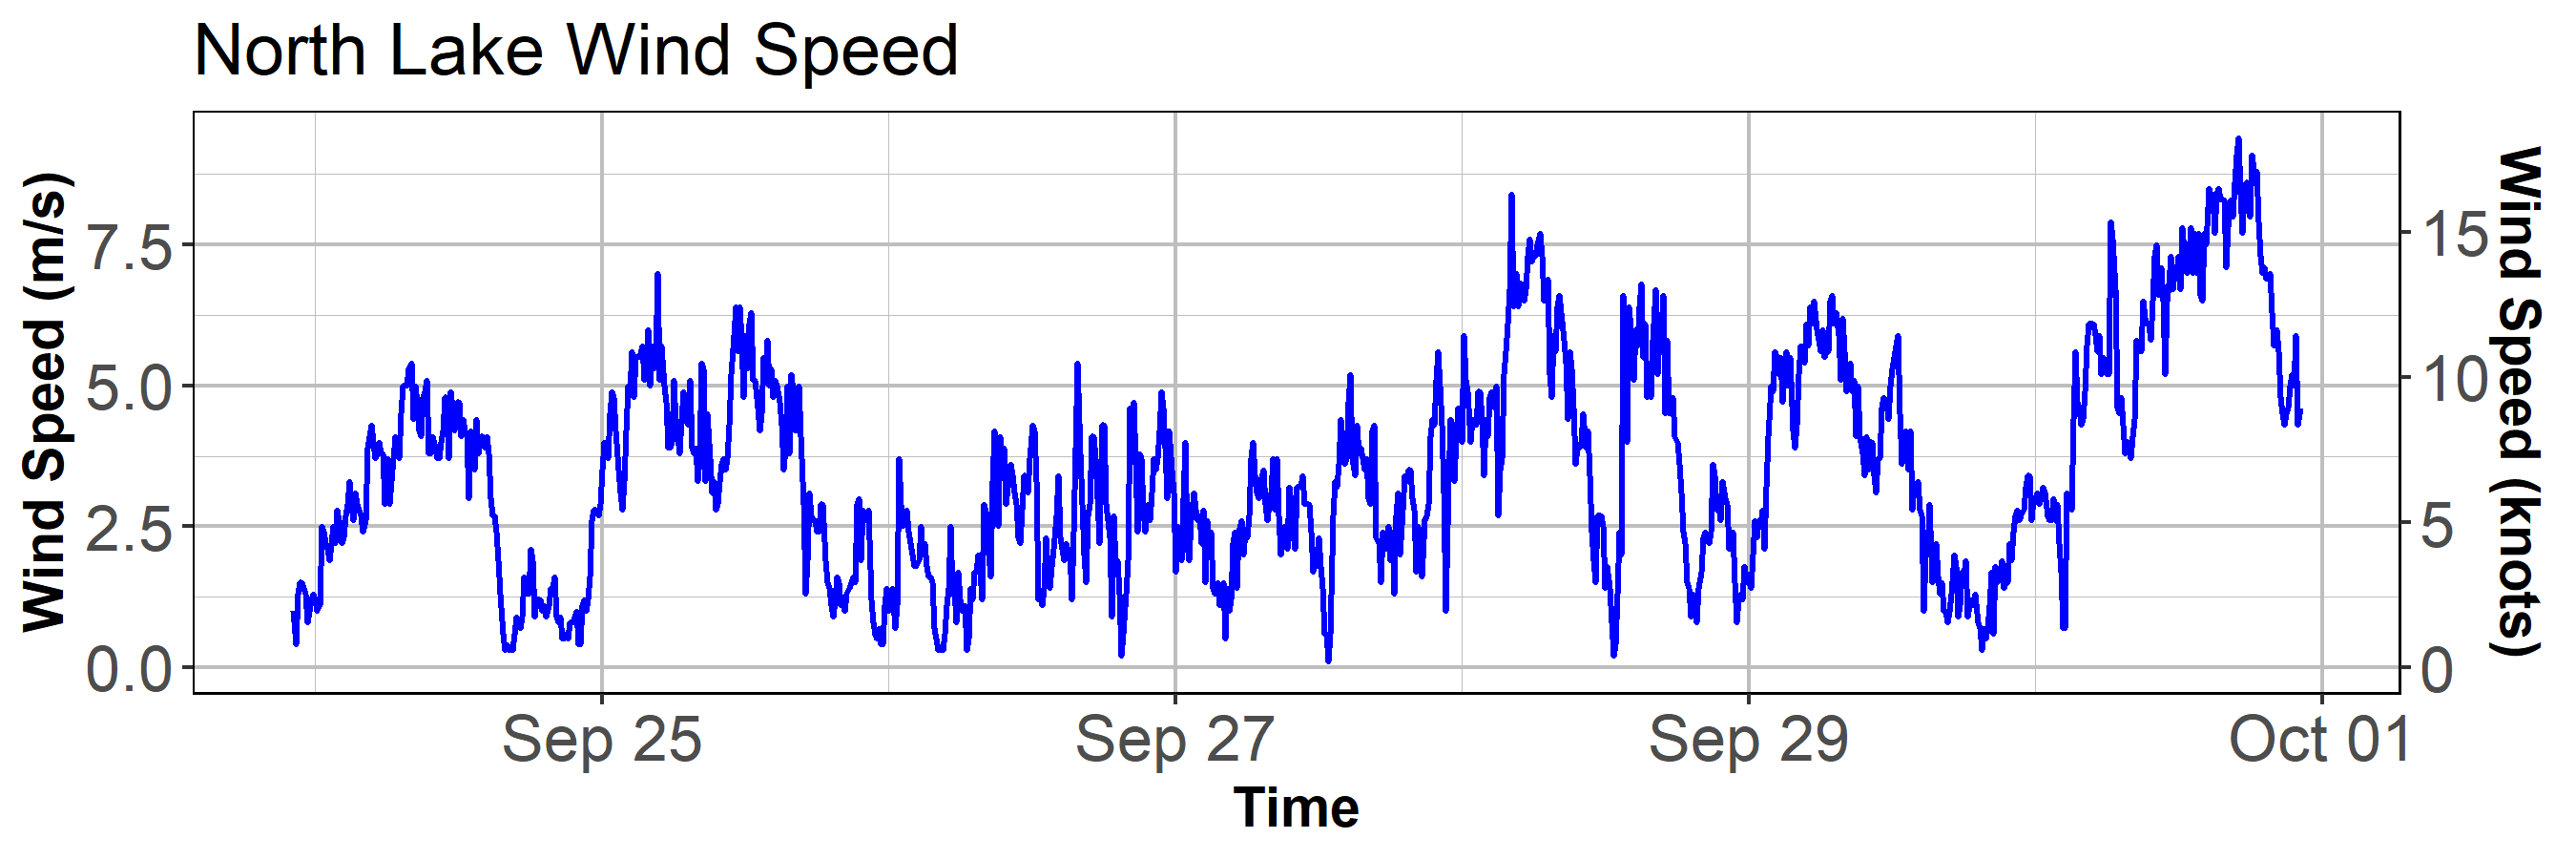 North Lake Wind Speed
Wind Speed (m/s)
7.5
5.0
2.5
0.0
Wind Speed (knots)
15
10
5
0
Sep 25 Sep 27 Sep 29 Oct 01
Time